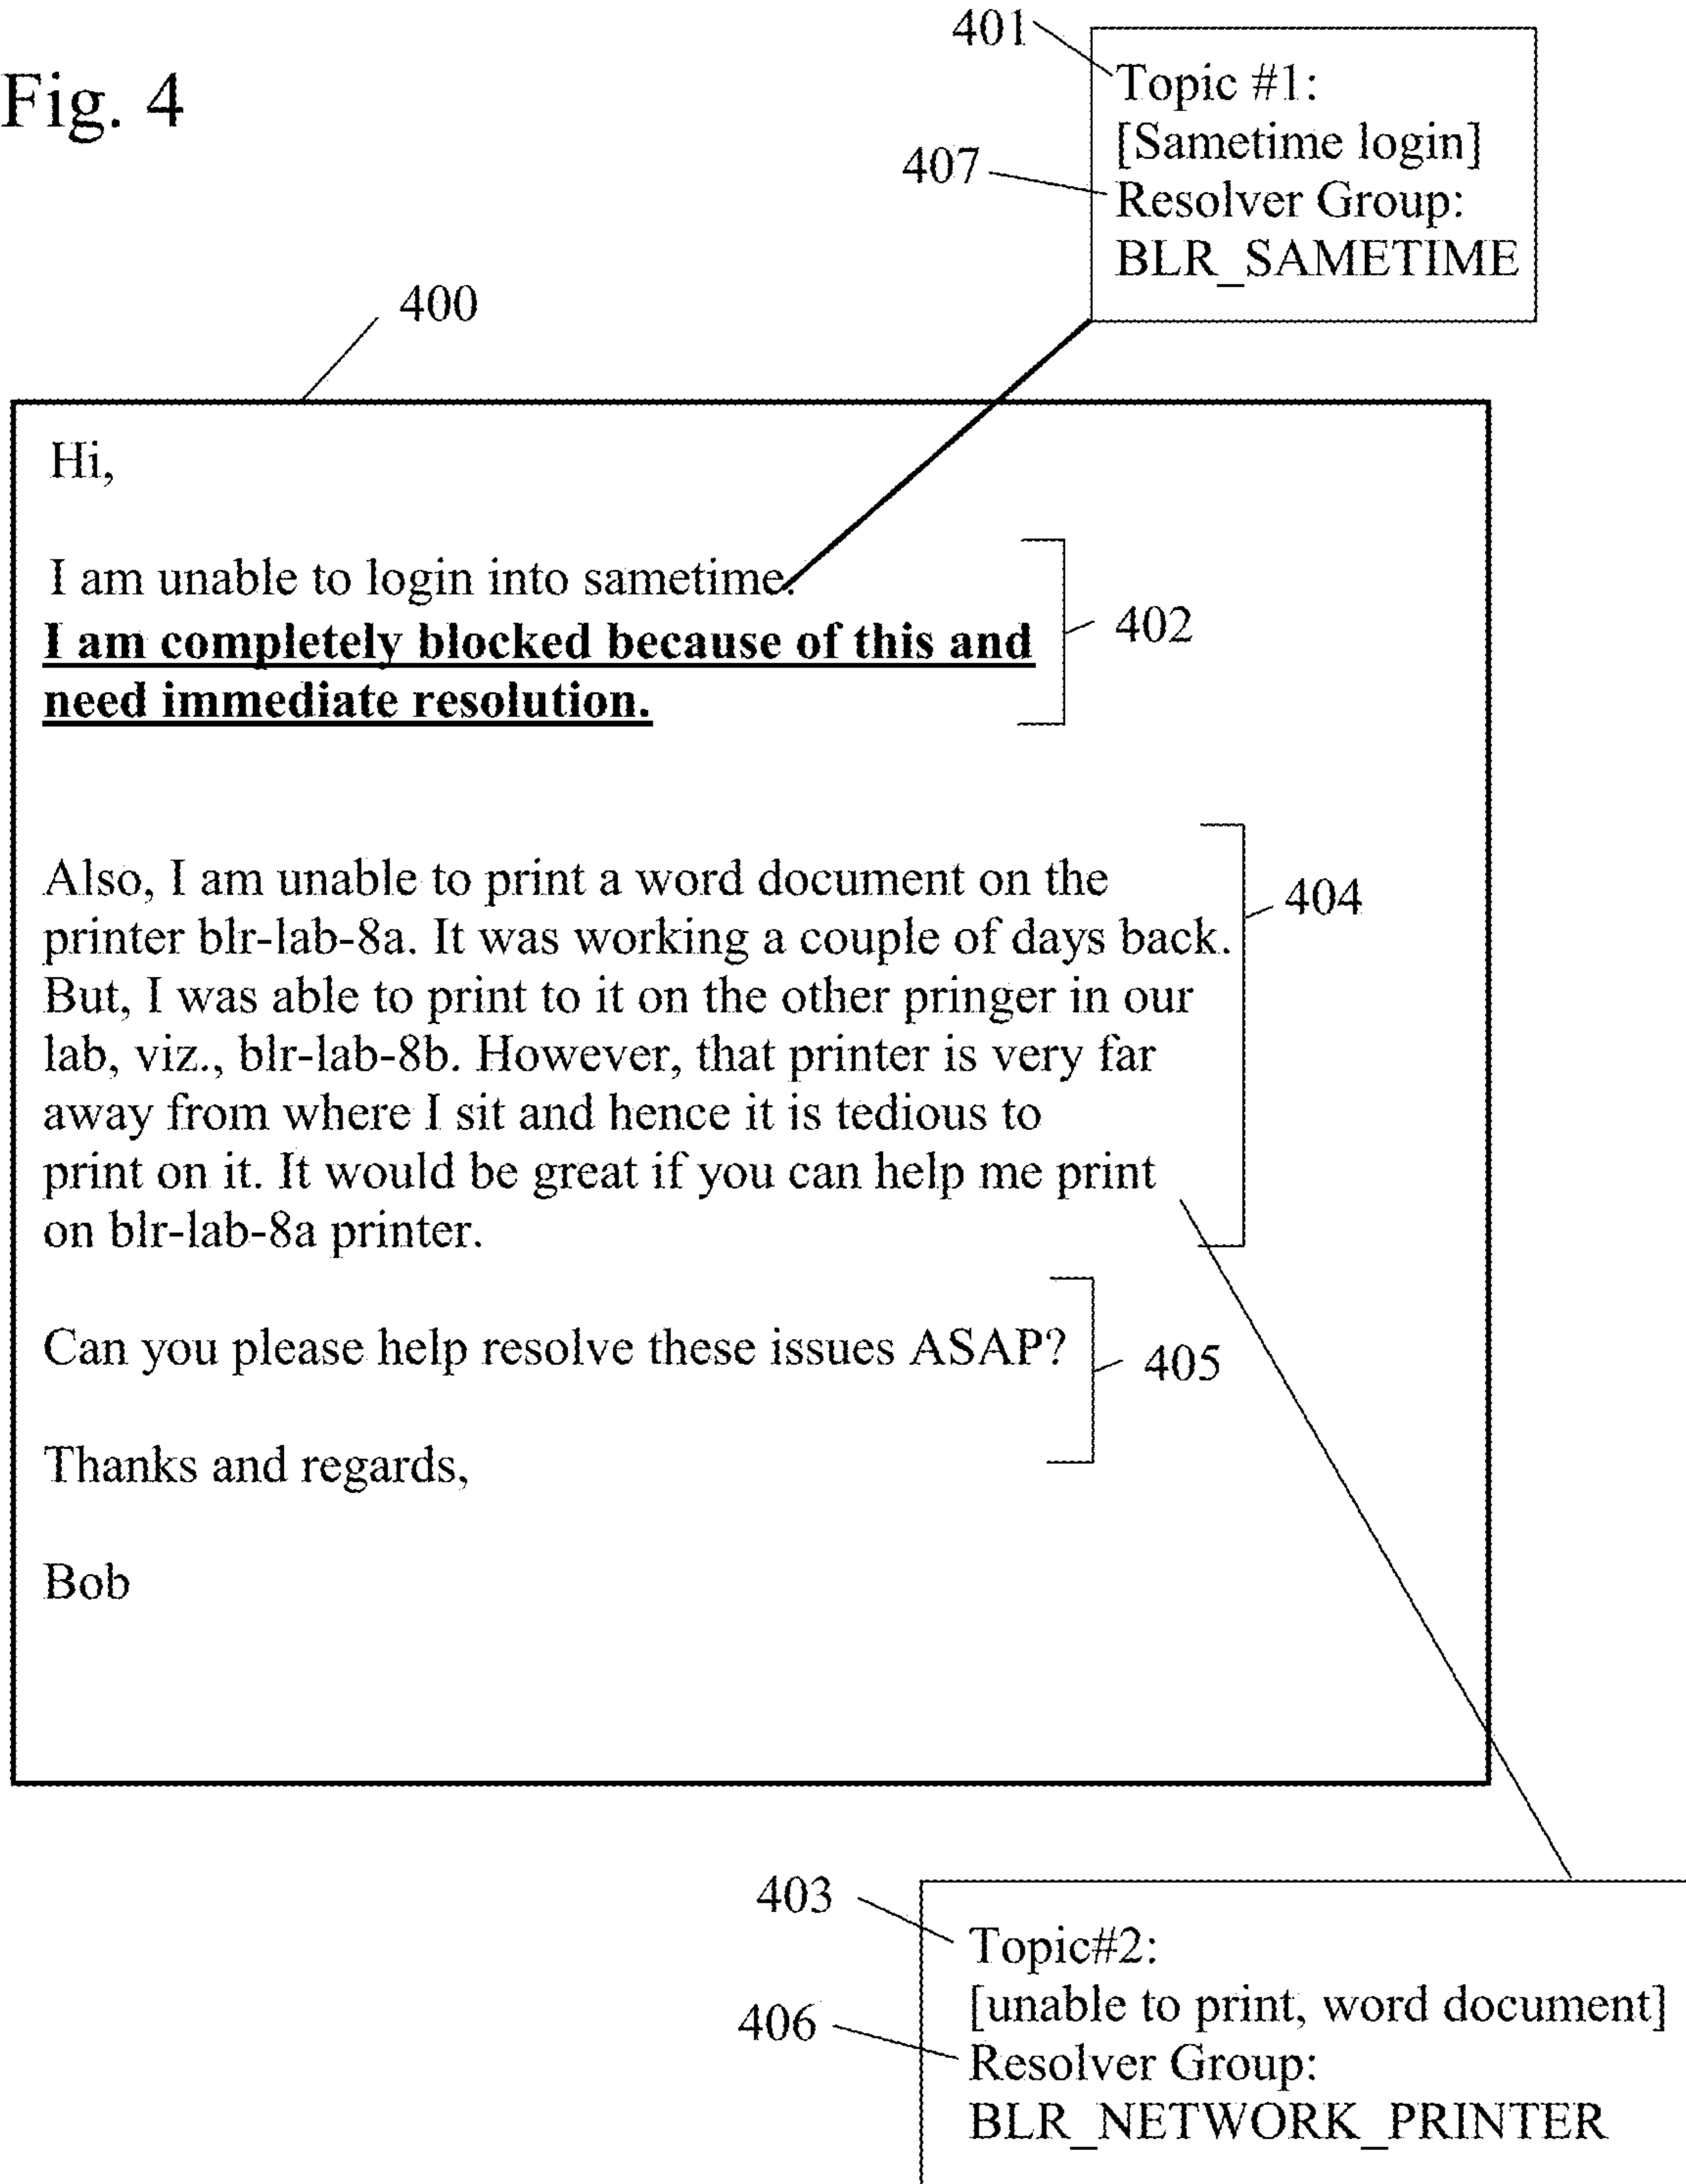 Fig. 4
401
Topic #1:
[Sametime login]
407
Resolver Group:
BLR_SAMETIME
400
Hi,
I am unable to login into sametime.
I am completely blocked because of this and
need immediate resolution.
402
Also, I am unable to print a word document on the
printer blr-lab-8a. It was working a couple of days back.
But, I was able to print to it on the other pringer in our
lab, viz., blr-lab-8b. However, that printer is very far
away from where I sit and hence it is tedious to
print on it. It would be great if you can help me print
on blr-lab-8a printer.
404
Can you please help resolve these issues ASAP?
405
Thanks and regards,
Bob
403
Topic#2:
[unable to print, word document]
406
Resolver Group:
BLR_NETWORK_PRINTER